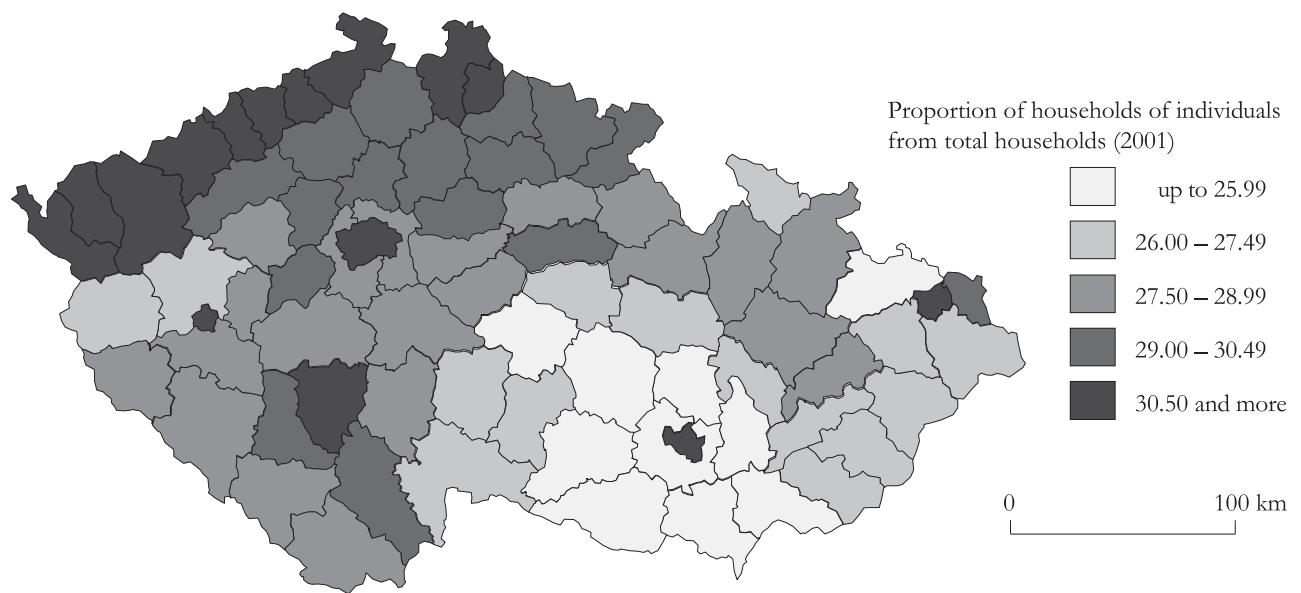 Proportion of households of individuals
from total households (2001)
up to 25.99
26.00 – 27.49
27.50 – 28.99
29.00 – 30.49
30.50 and more
0 100 km